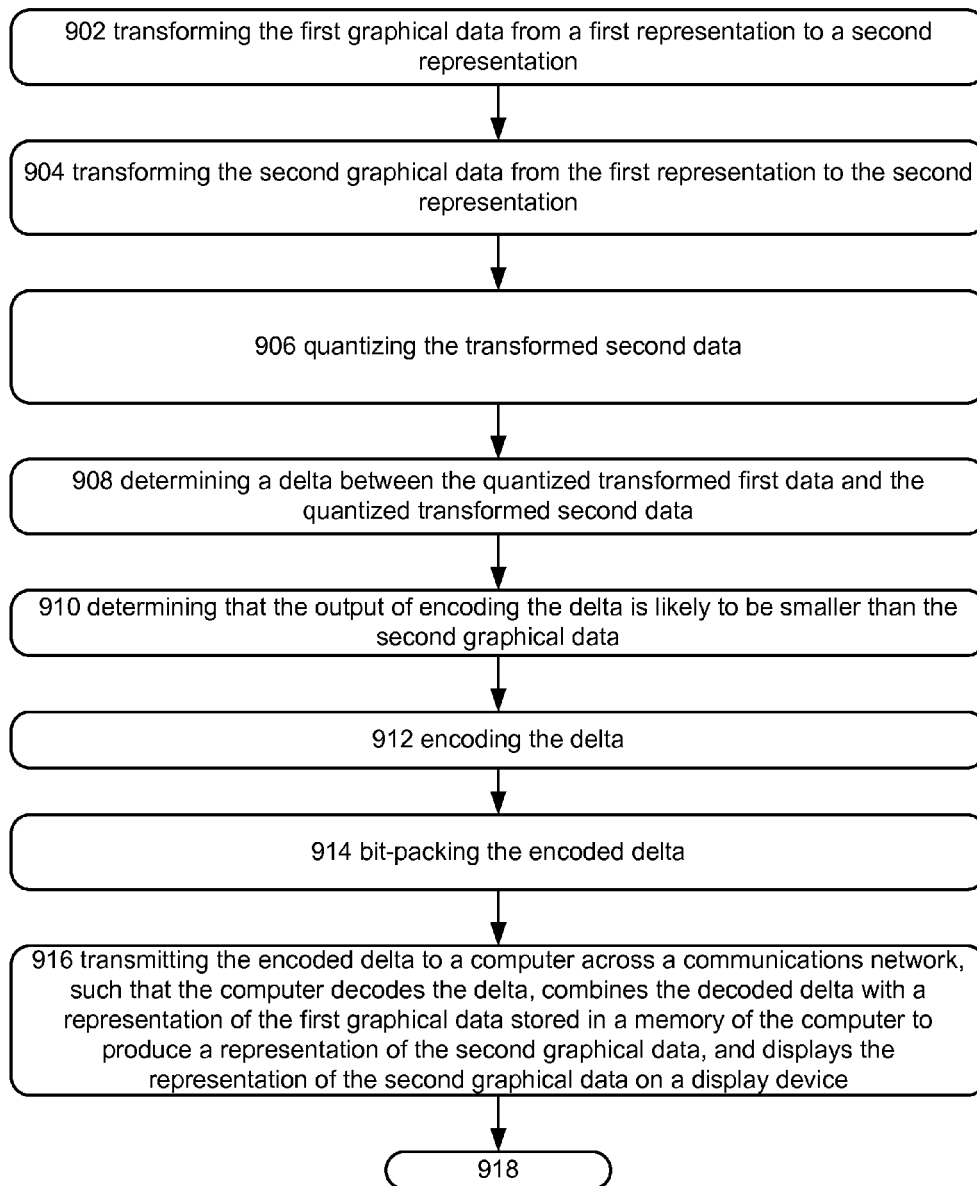 902 transforming the first graphical data from a first representation to a second
representation
904 transforming the second graphical data from the first representation to the second
representation
906 quantizing the transformed second data
908 determining a delta between the quantized transformed first data and the
quantized transformed second data
910 determining that the output of encoding the delta is likely to be smaller than the
second graphical data
912 encoding the delta
914 bit-packing the encoded delta
916 transmitting the encoded delta to a computer across a communications network,
such that the computer decodes the delta, combines the decoded delta with a
representation of the first graphical data stored in a memory of the computer to
produce a representation of the second graphical data, and displays the
representation of the second graphical data on a display device
918